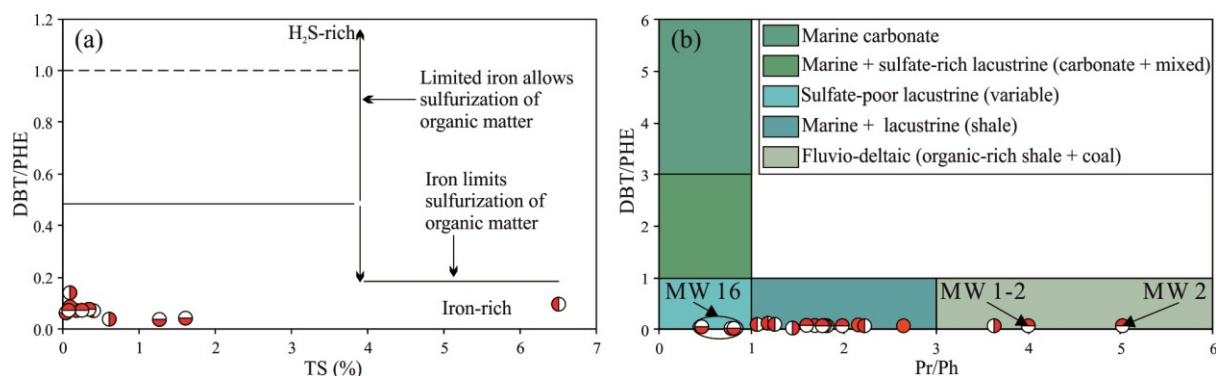 (a)
H₂S-rich
Limited iron allows
sulfurization of
organic matter
Iron limits
sulfurization of
organic matter
Iron-rich
DBT/PHE
1.2
1.0
0.8
0.6
0.4
0.2
0.0
0 1 2 3 4 5 6 7
TS (%)
(b)
Marine carbonate
Marine + sulfate-rich lacustrine (carbonate + mixed)
Sulfate-poor lacustrine (variable)
Marine + lacustrine (shale)
Fluvio-deltaic (organic-rich shale + coal)
MW 16
MW 1-2
MW 2
DBT/PHE
6
5
4
3
3
2
1
0
0 1 2 3 4 5 6
Pr/Ph